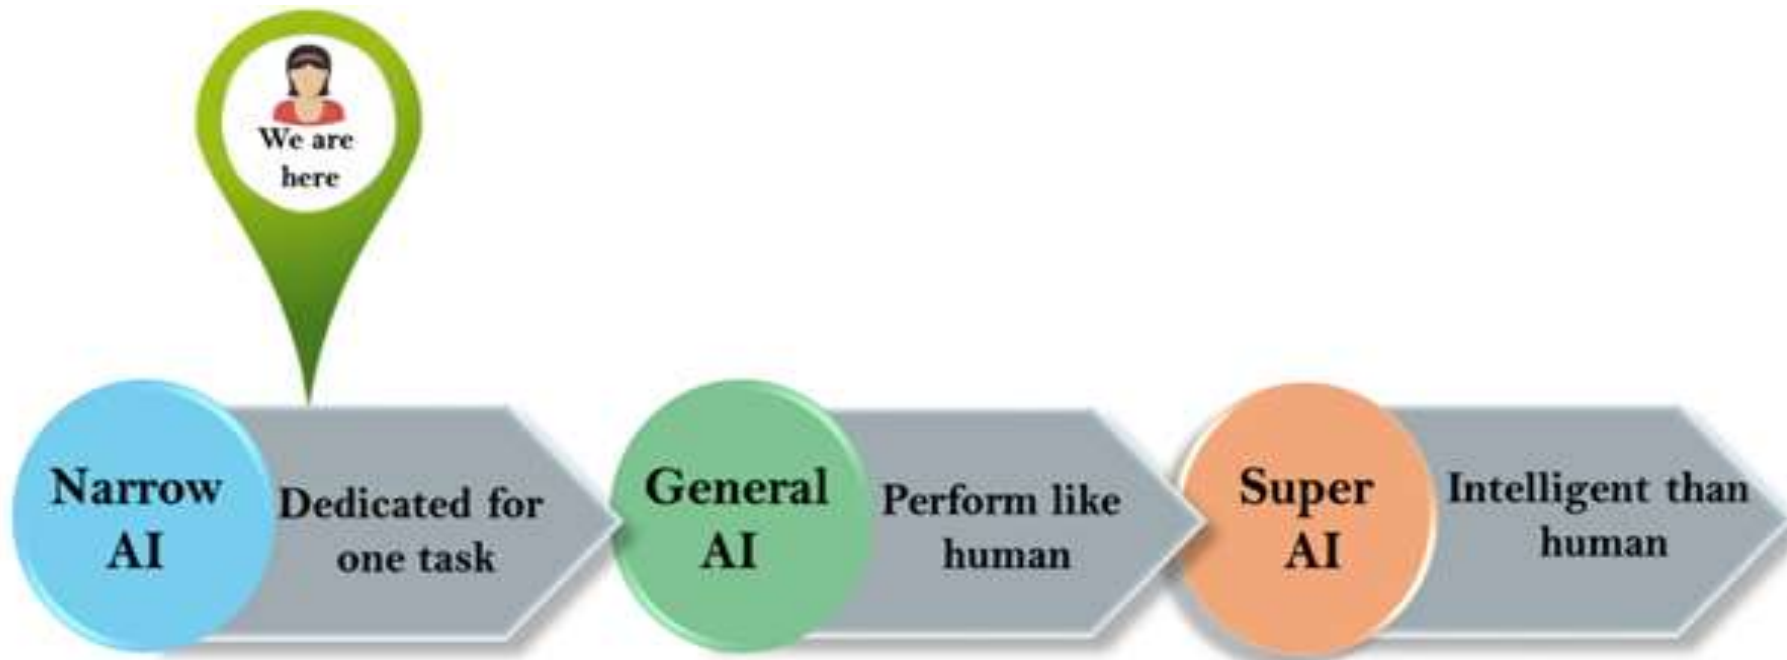 We are
here
Narrow
AI
Dedicated for
one task
General
AI
Perform like
human
Super
AI
Intelligent than
human